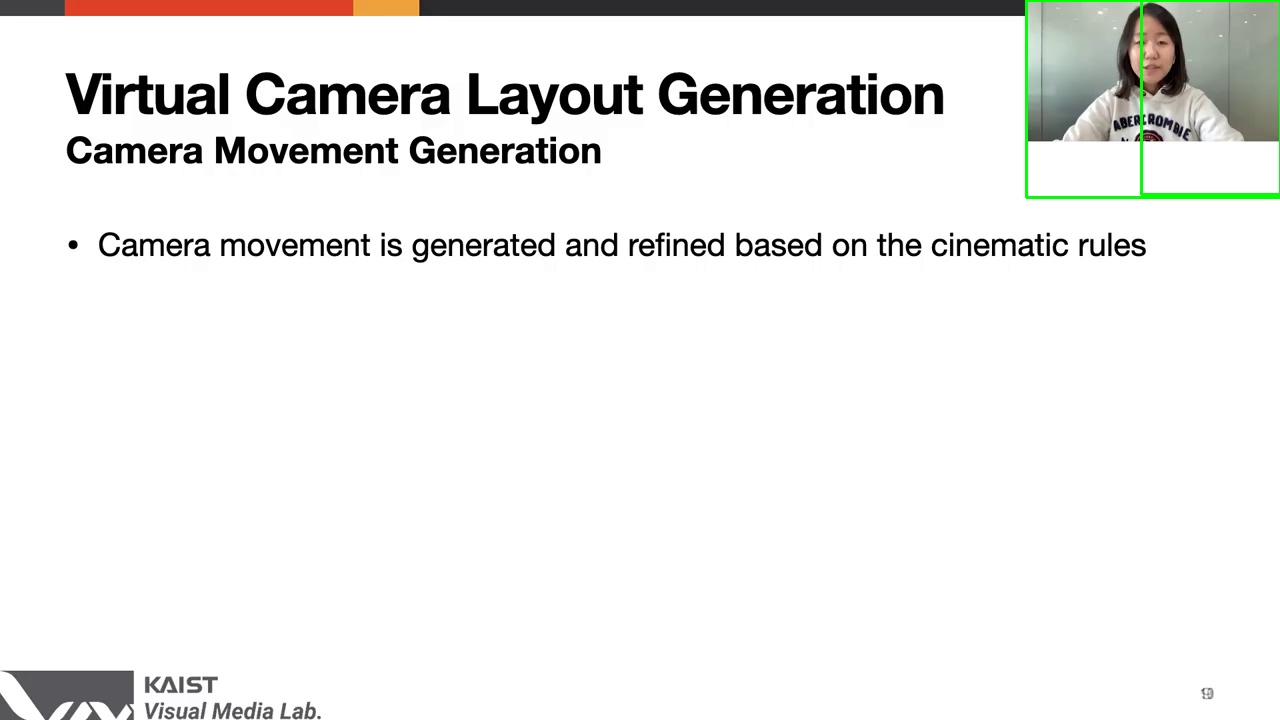 Virtual Camera Layout Generation
Camera Movement Generation
ABERCROMBIE
• Camera movement is generated and refined based on the cinematic rules
KAIST
Visual Media Lab.